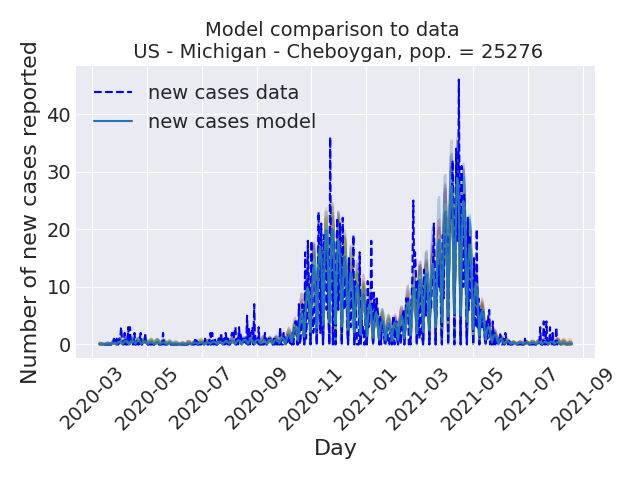 Model comparison to data
US - Michigan - Cheboygan, pop. = 25276
Number of new cases reported
40
30
20
10
0
new cases data
new cases model
2020-03
2020-05
2020-07
2020-09
2020-11
2021-01
2021-03
2021-05
2021-07
2021-09
Day